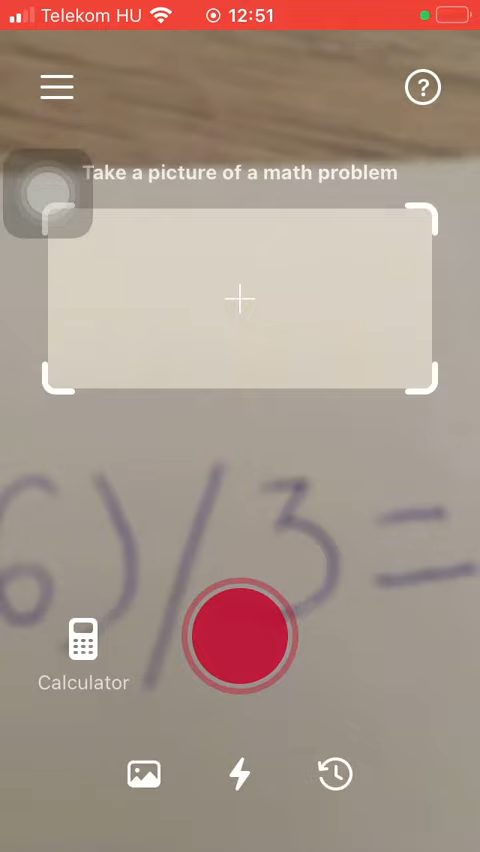 Telekom HU 12:51
?
Take a picture of a math problem
6)/3=
Calculator